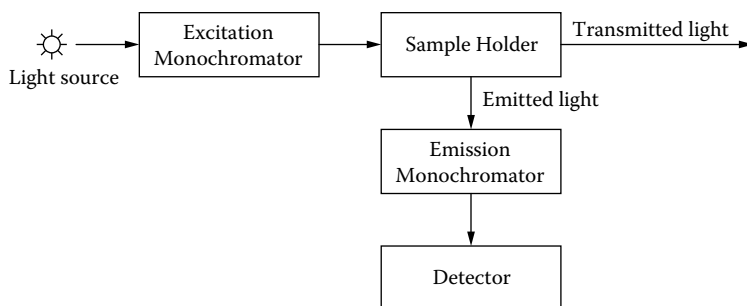 Light source
Excitation
Monochromator
Sample Holder
Transmitted light
Emitted light
Emission
Monochromator
Detector